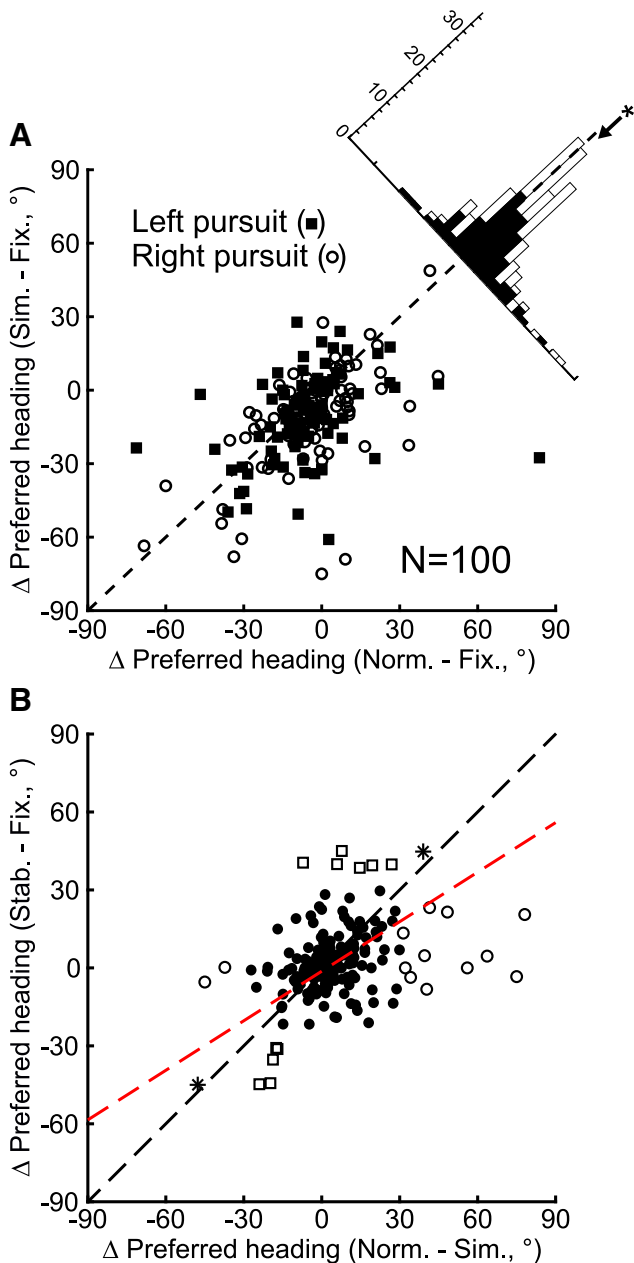 30
20
10
0
*
A
90
60
30
0
-30
-60
-90
Δ Preferred heading (Sim. - Fix., °)
Left pursuit (■)
Right pursuit (○)
N=100
-90 -60 -30 0 30 60 90
Δ Preferred heading (Norm. - Fix., °)
B
90
60
30
0
-30
-60
-90
Δ Preferred heading (Stab. - Fix., °)
-90 -60 -30 0 30 60 90
Δ Preferred heading (Norm. - Sim., °)